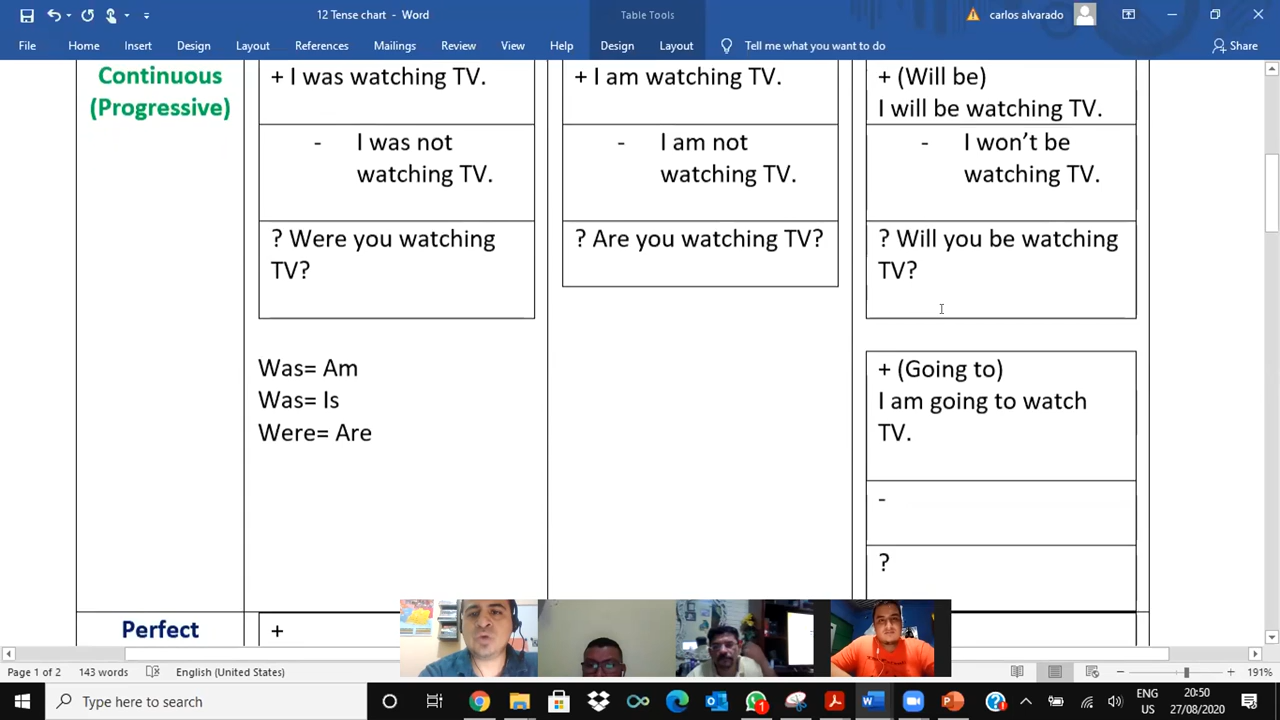 12 Tense chart - Word
Table Tools
carlos alvarado
File Home Insert Design Layout References Mailings Review View Help Design Layout Tell me what you want to do Share
Continuous
(Progressive)
+ I was watching TV.
- I was not
watching TV.
? Were you watching
TV?
Was= Am
Was= Is
Were= Are
+ I am watching TV.
- I am not
watching TV.
? Are you watching TV?
+ (Will be)
I will be watching TV.
- I won’t be
watching TV.
? Will you be watching
TV?
+ (Going to)
I am going to watch
TV.
-
?
Perfect
+
Page 1 of 2 143 words English (United States) 191%
Type here to search
1
ENG
US
20:50
27/08/2020